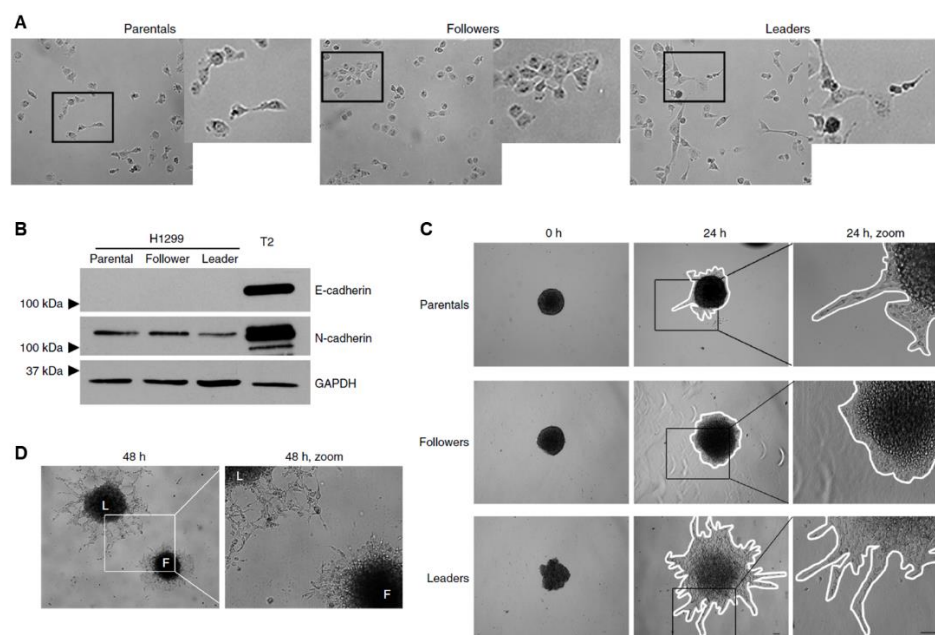 A
Parentals
Followers
Leaders
B
H1299
T2
Parental
Follower
Leader
E-cadherin
100 kDa
N-cadherin
100 kDa
37 kDa
GAPDH
C
0 h
24 h
24 h, zoom
Parentals
Followers
Leaders
D
48 h
48 h, zoom
L
F
L
F